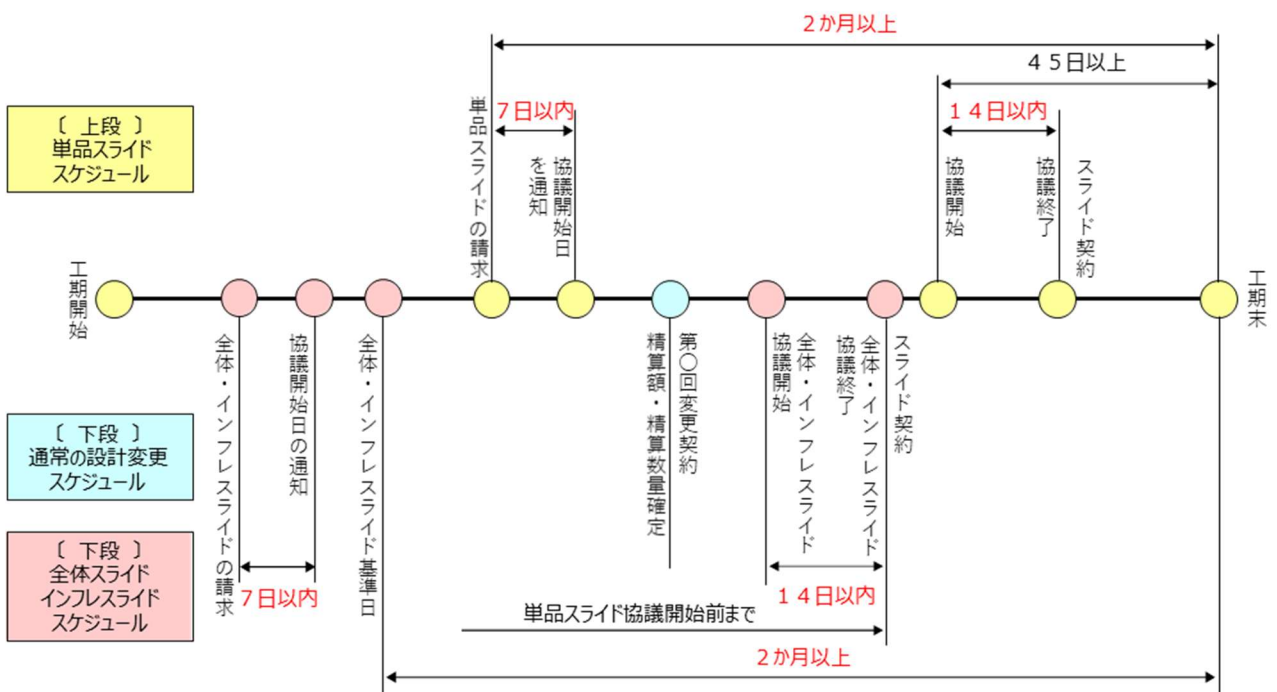 ２か月以上
４５日以上
〔 上段 〕
単品スライド
スケジュール
単品スライドの請求
７日以内
協議開始日
を通知
１４日以内
協議開始
協議終了
スライド契約
工期開始
工期末
〔 下段 〕
通常の設計変更
スケジュール
〔 下段 〕
全体スライド
インフレスライド
スケジュール
全体・インフレスライドの請求
協議開始日の通知
７日以内
全体・インフレスライド基準日
第〇回変更契約
精算額・精算数量確定
全体・インフレスライド
協議開始
スライド契約
全体・インフレスライド
協議終了
１４日以内
単品スライド協議開始前まで
２か月以上